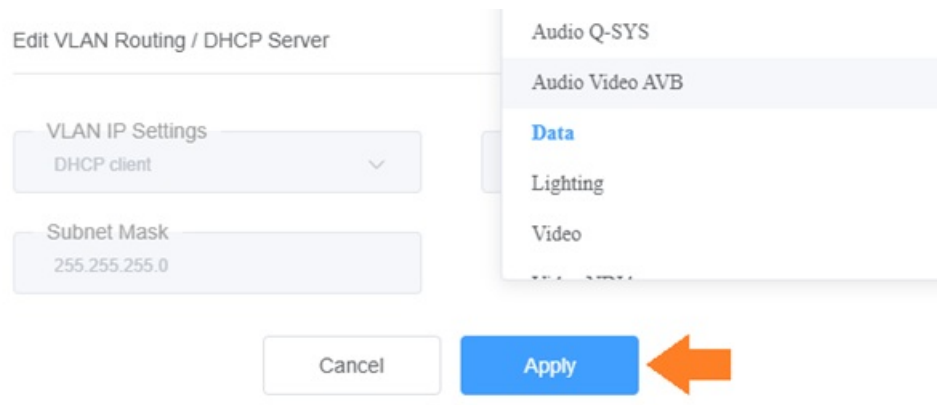 Edit VLAN Routing / DHCP Server
Audio Q-SYS
Audio Video AVB
Data
Lighting
Video
VLAN IP Settings
DHCP client
Subnet Mask
255.255.255.0
Cancel
Apply